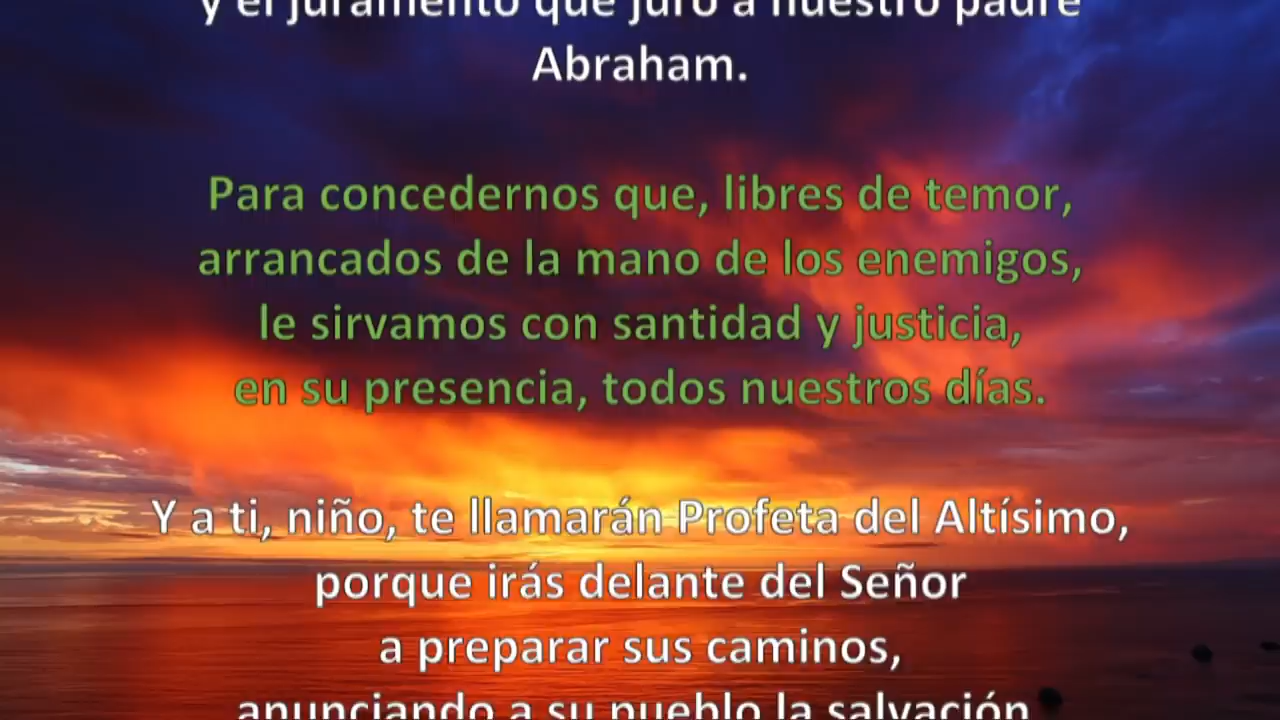 y el juramento que juró a nuestro padre
Abraham.
Para concedernos que, libres de temor,
arrancados de la mano de los enemigos,
le sirvamos con santidad y justicia,
en su presencia, todos nuestros días.
Y a ti, niño, te llamarán Profeta del Altísimo,
porque irás delante del Señor
a preparar sus caminos,
anunciando a su pueblo la salvación